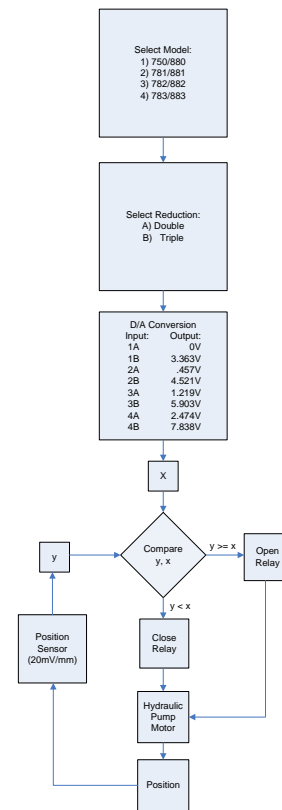 Select Model:
1) 750/880
2) 781/881
3) 782/882
4) 783/883
Select Reduction:
A) Double
B) Triple
D/A Conversion
Input: Output:
1A 0V
1B 3.363V
2A .457V
2B 4.521V
3A 1.219V
3B 5.903V
4A 2.474V
4B 7.838V
X
Compare
y, x
y >= x
Open
Relay
y
y < x
Close
Relay
Position
Sensor
(20mV/mm)
Hydraulic
Pump
Motor
Position